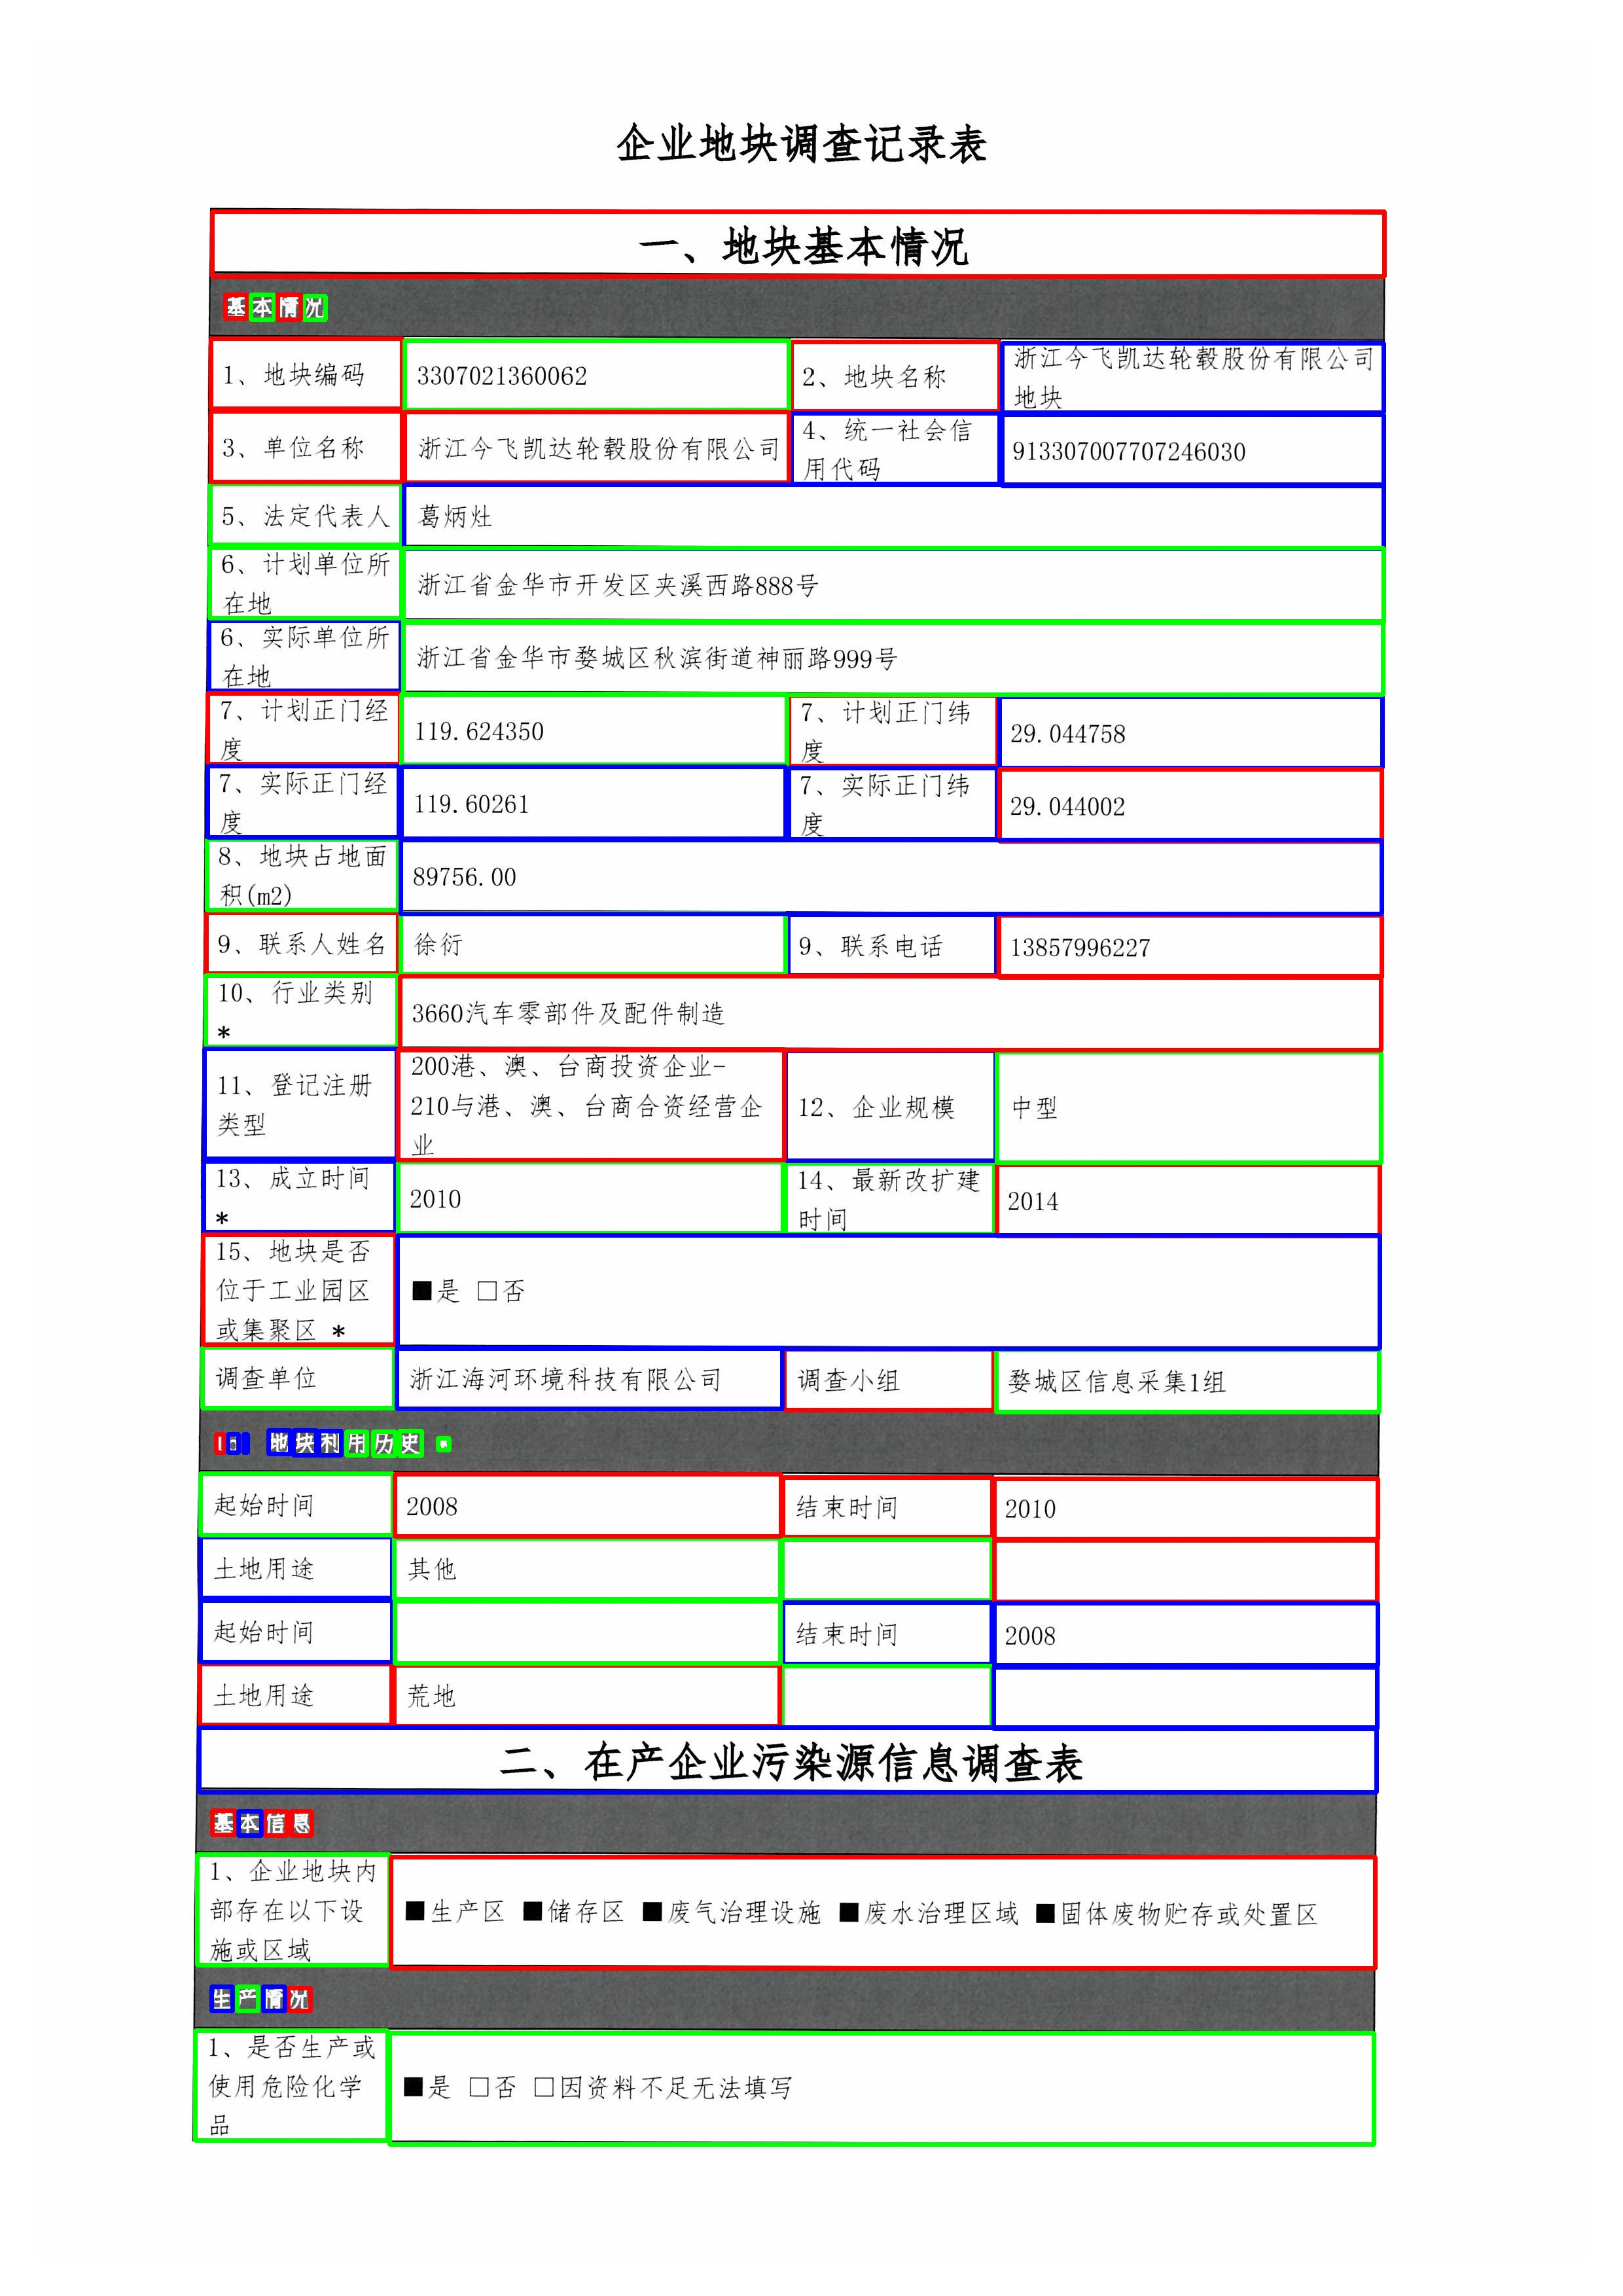 企业地块调查记录表
一、地块基本情况
基本情况
1、地块编码 3307021360062 2、地块名称 浙江今飞凯达轮毂股份有限公司
地块
3、单位名称 浙江今飞凯达轮毂股份有限公司 4、统一社会信
用代码 913307007707246030
5、法定代表人 葛炳灶
6、计划单位所
在地 浙江省金华市开发区夹溪西路888号
6、实际单位所
在地 浙江省金华市婺城区秋滨街道神丽路999号
7、计划正门经
度 119.624350 7、计划正门纬
度 29.044758
7、实际正门经
度 119.60261 7、实际正门纬
度 29.044002
8、地块占地面
积(m2) 89756.00
9、联系人姓名 徐衍 9、联系电话 13857996227
10、行业类别
* 3660汽车零部件及配件制造
11、登记注册
类型 200港、澳、台商投资企业-
210与港、澳、台商合资经营企
业 12、企业规模 中型
13、成立时间
* 2010 14、最新改扩建
时间 2014
15、地块是否
位于工业园区
或集聚区 * ■是 □否
调查单位 浙江海河环境科技有限公司 调查小组 婺城区信息采集1组
地块利用历史
起始时间 2008 结束时间 2010
土地用途 其他
起始时间 结束时间 2008
土地用途 荒地
二、在产企业污染源信息调查表
基本信息
1、企业地块内
部存在以下设
施或区域 ■生产区 ■储存区 ■废气治理设施 ■废水治理区域 ■固体废物贮存或处置区
生产情况
1、是否生产或
使用危险化学
品 ■是 □否 □因资料不足无法填写